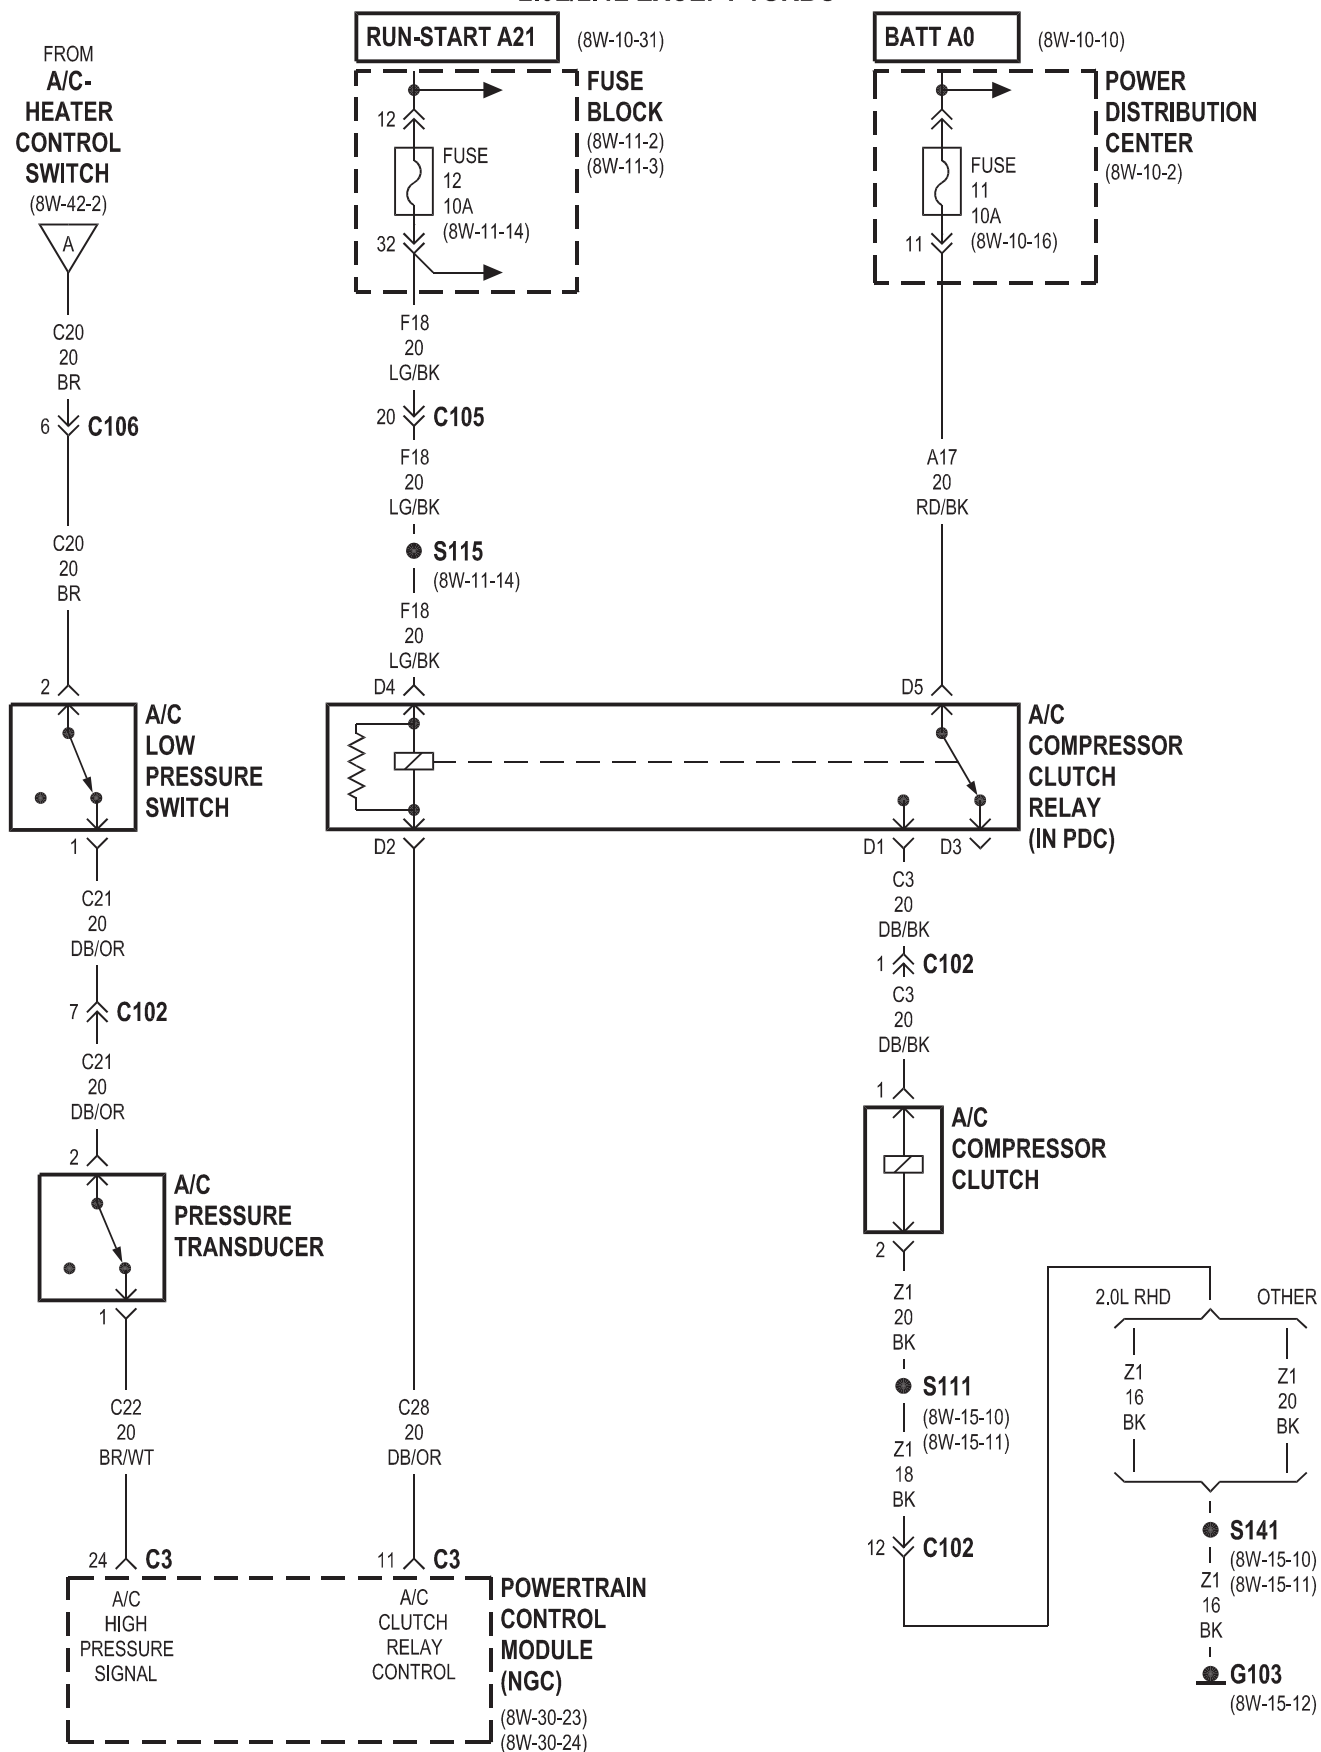 RUN-START A21
(8W-10-31)
BATT A0
(8W-10-10)
FROM
A/C-
HEATER
CONTROL
SWITCH
(8W-42-2)
A
C20
20
BR
6
C106
C20
20
BR
2
A/C
LOW
PRESSURE
SWITCH
1
C21
20
DB/OR
7
C102
C21
20
DB/OR
2
A/C
PRESSURE
TRANSDUCER
1
C22
20
BR/WT
24
C3
A/C
HIGH
PRESSURE
SIGNAL
FUSE
BLOCK
(8W-11-2)
(8W-11-3)
12
FUSE
12
10A
(8W-11-14)
32
F18
20
LG/BK
20
C105
F18
20
LG/BK
S115
(8W-11-14)
F18
20
LG/BK
D4
D2
C28
20
DB/OR
11
C3
A/C
CLUTCH
RELAY
CONTROL
POWERTRAIN
CONTROL
MODULE
(NGC)
(8W-30-23)
(8W-30-24)
POWER
DISTRIBUTION
CENTER
(8W-10-2)
FUSE
11
10A
(8W-10-16)
11
A17
20
RD/BK
D5
A/C
COMPRESSOR
CLUTCH
RELAY
(IN PDC)
D1
D3
C3
20
DB/BK
1
C102
C3
20
DB/BK
1
A/C
COMPRESSOR
CLUTCH
2
Z1
20
BK
S111
(8W-15-10)
(8W-15-11)
Z1
18
BK
12
C102
2.0L RHD
OTHER
Z1
16
BK
Z1
20
BK
S141
(8W-15-10)
(8W-15-11)
Z1
16
BK
G103
(8W-15-12)